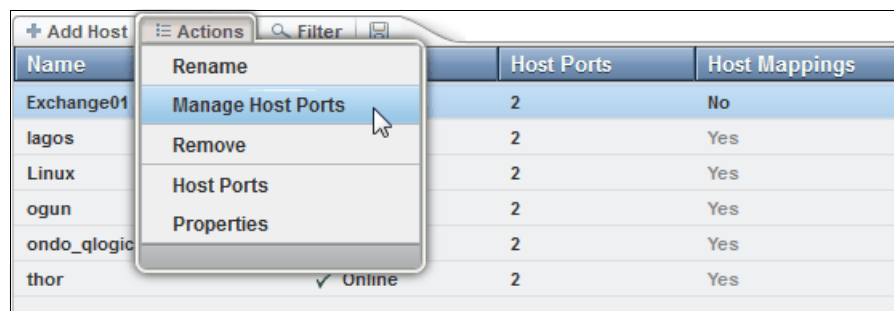 Add Host Actions Filter
Name Host Ports Host Mappings
Rename
Exchange01 Manage Host Ports 2 No
lagos 2 Yes
Remove
Linux 2 Yes
Host Ports
ogun 2 Yes
Properties
ondo_qlogic 2 Yes
thor Online 2 Yes